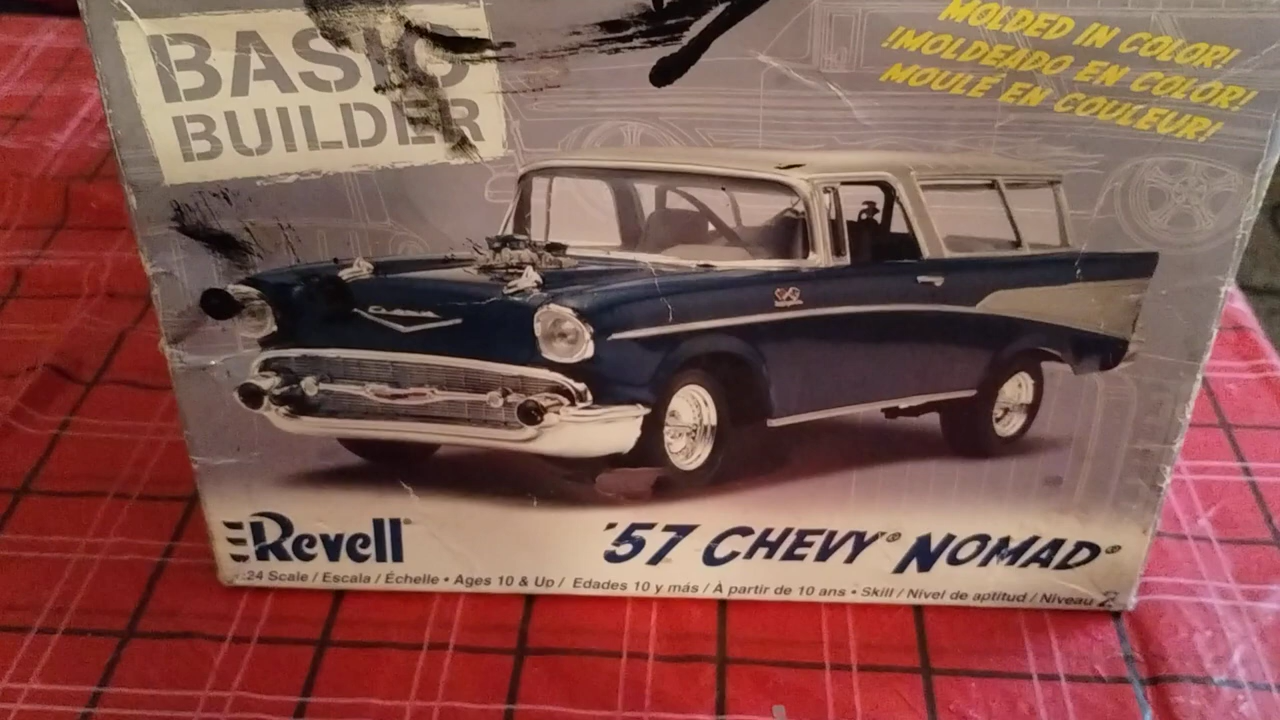 BASIC
BUILDER
MOLDED IN COLOR!
!MOLDEADO EN COLOR!
MOULÉ EN COULEUR!
Revell®
'57 CHEVY® NOMAD®
:24 Scale / Escala / Échelle • Ages 10 & Up / Edades 10 y más / À partir de 10 ans • Skill / Nivel de aptitud / Niveau 2